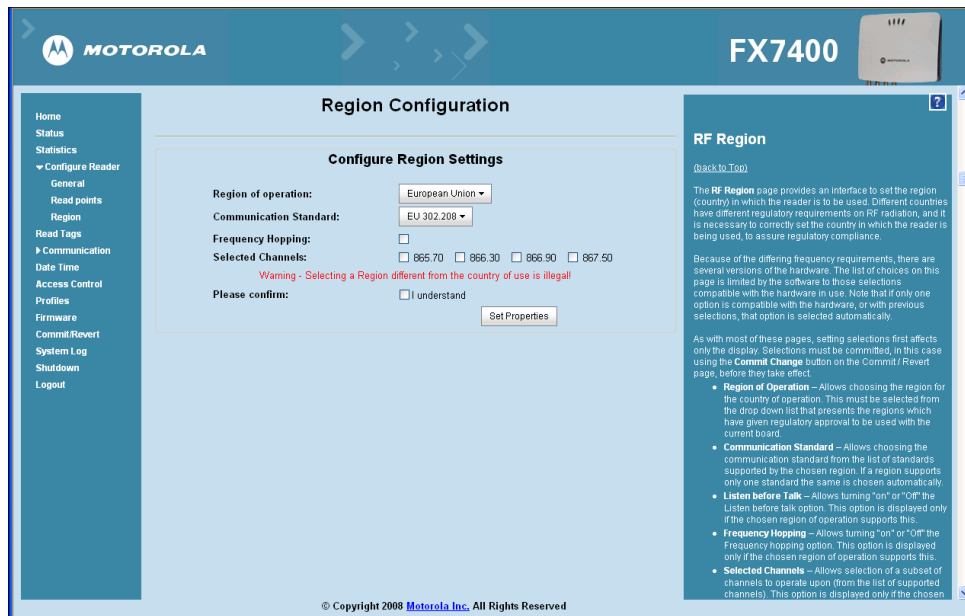 MOTOROLA
FX7400
MOTOROLA
Home
Status
Statistics
Configure Reader
General
Read points
Region
Read Tags
Communication
Date Time
Access Control
Profiles
Firmware
Commit/Revert
System Log
Shutdown
Logout
Region Configuration
Configure Region Settings
Region of operation: European Union
Communication Standard: EU 302.208
Frequency Hopping:
Selected Channels: 865.70 866.30 866.90 867.50
Warning - Selecting a Region different from the country of use is illegal!
Please confirm: I understand
Set Properties
?
RF Region
(back to Top)
The RF Region page provides an interface to set the region
(country) in which the reader is to be used. Different countries
have different regulatory requirements on RF radiation, and it
is necessary to correctly set the country in which the reader is
being used, to assure regulatory compliance.
Because of the differing frequency requirements, there are
several versions of the hardware. The list of choices on this
page is limited by the software to those selections
compatible with the hardware in use. Note that if only one
option is compatible with the hardware, or with previous
selections, that option is selected automatically.
As with most of these pages, setting selections first affects
only the display. Selections must be committed, in this case
using the Commit Change button on the Commit / Revert
page, before they take effect.
• Region of Operation – Allows choosing the region for
the country of operation. This must be selected from
the drop down list that presents the regions which
have given regulatory approval to be used with the
current board.
• Communication Standard – Allows choosing the
communication standard from the list of standards
supported by the chosen region. If a region supports
only one standard the same is chosen automatically.
• Listen before Talk – Allows turning "on" or "Off" the
Listen before talk option. This option is displayed only
if the chosen region of operation supports this.
• Frequency Hopping – Allows turning "on" or "Off" the
Frequency hopping option. This option is displayed
only if the chosen region of operation supports this.
• Selected Channels – Allows selection of a subset of
channels to operate upon (from the list of supported
channels). This option is displayed only if the chosen
© Copyright 2008 Motorola Inc. All Rights Reserved